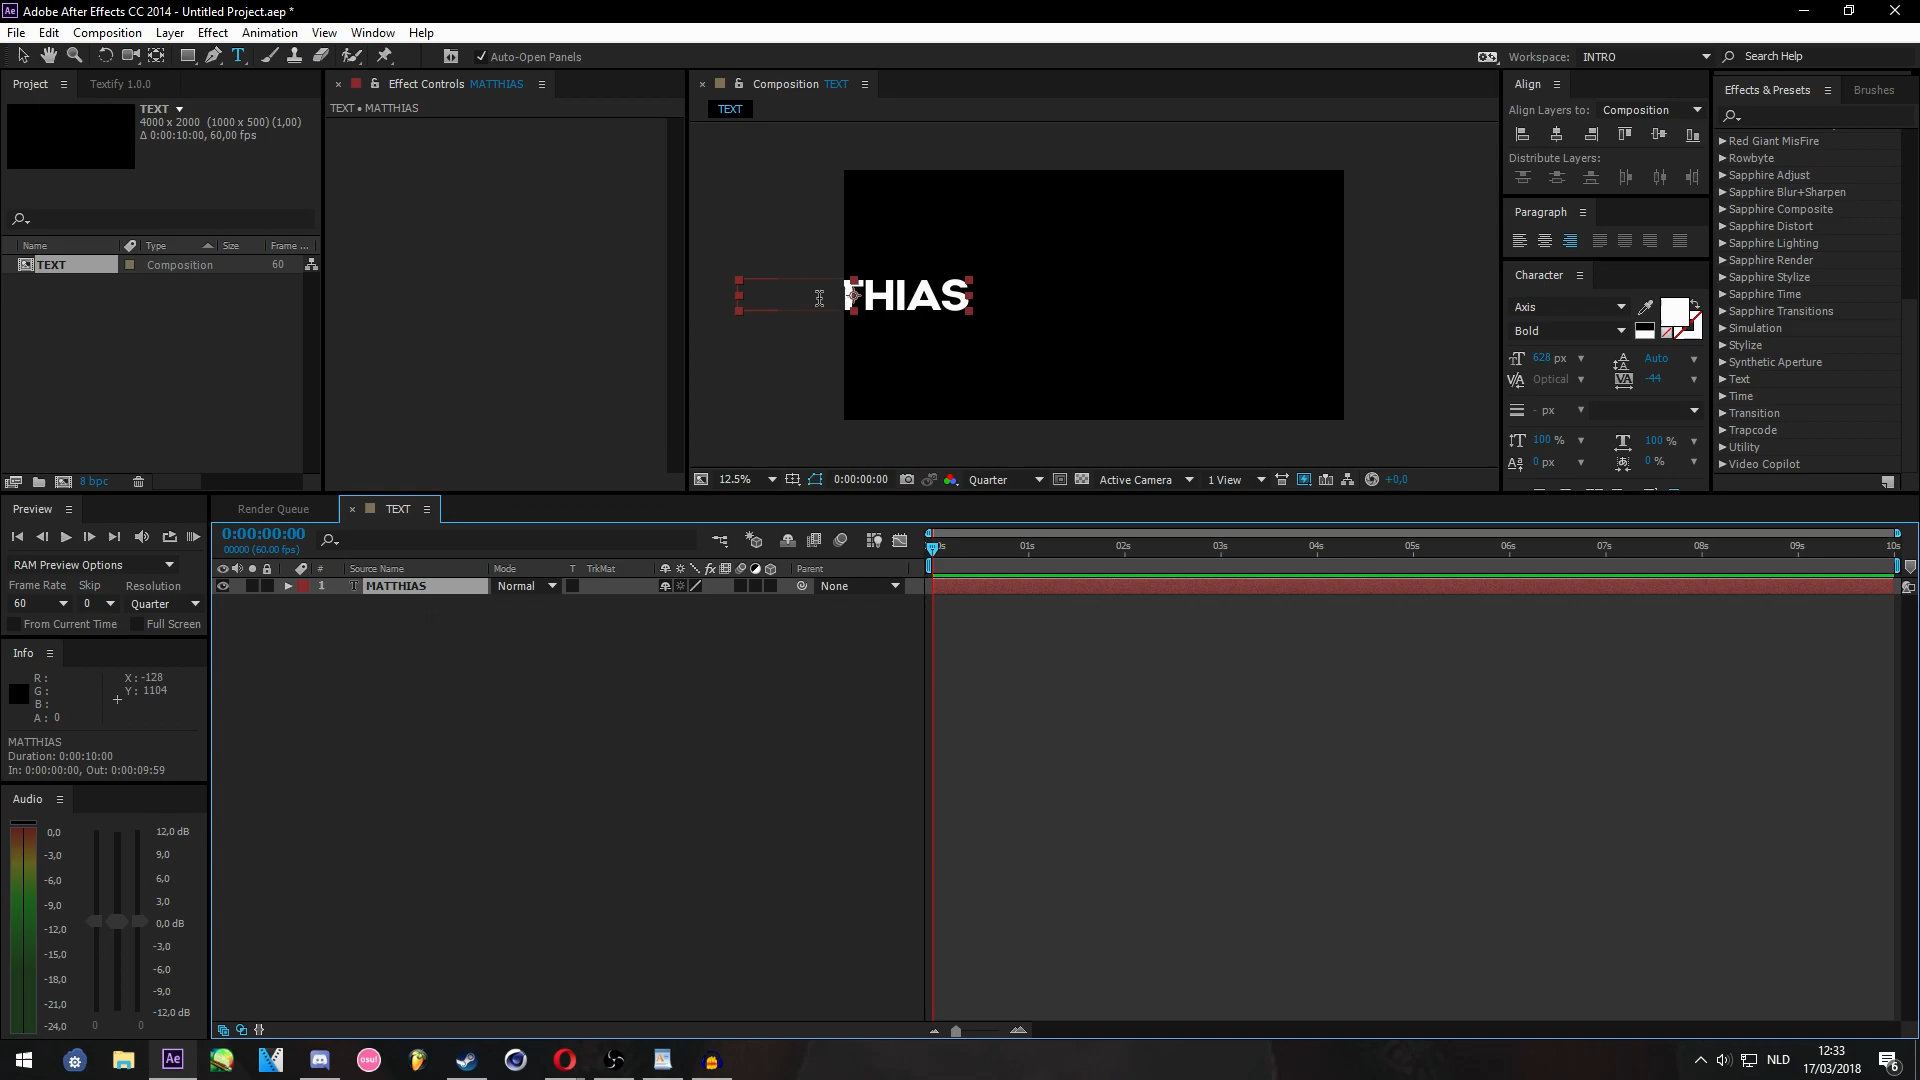 Adobe After Effects CC 2014 - Untitled Project.aep *
File Edit Composition Layer Effect Animation View Window Help
Auto-Open Panels
Workspace: INTRO
Search Help
Project
Textify 1.0.0
TEXT
4000 x 2000 (1000 x 500) (1,00)
Δ 0:00:10:00, 60,00 fps
Name Type Size Frame ...
TEXT Composition 60
8 bpc
Effect Controls MATTHIAS
TEXT • MATTHIAS
Composition TEXT
TEXT
THIAS
12.5%
0:00:00:00
Quarter
Active Camera
1 View
+0,0
Align
Align Layers to: Composition
Distribute Layers:
Paragraph
Character
Axis
Bold
628 px
Auto
Optical
-44
- px
100 %
100 %
0 px
0 %
Effects & Presets
Brushes
Red Giant MisFire
Rowbyte
Sapphire Adjust
Sapphire Blur+Sharpen
Sapphire Composite
Sapphire Distort
Sapphire Lighting
Sapphire Render
Sapphire Stylize
Sapphire Time
Sapphire Transitions
Simulation
Stylize
Synthetic Aperture
Text
Time
Transition
Trapcode
Utility
Video Copilot
Preview
RAM Preview Options
Frame Rate Skip Resolution
60 0 Quarter
From Current Time Full Screen
Info
R :
G :
B :
A : 0
X : -128
Y : 1104
MATTHIAS
Duration: 0:00:10:00
In: 0:00:00:00, Out: 0:00:09:59
Audio
0,0
-3,0
-6,0
-9,0
-12,0
-15,0
-18,0
-21,0
-24,0
0 0
12,0 dB
9,0
6,0
3,0
0,0 dB
-3,0
-6,0
-9,0
-12,0 dB
Render Queue
TEXT
0:00:00:00
00000 (60.00 fps)
# Source Name Mode T TrkMat Parent
1 T MATTHIAS Normal None
01s 02s 03s 04s 05s 06s 07s 08s 09s 10s
osu!
NLD
12:33
17/03/2018
6